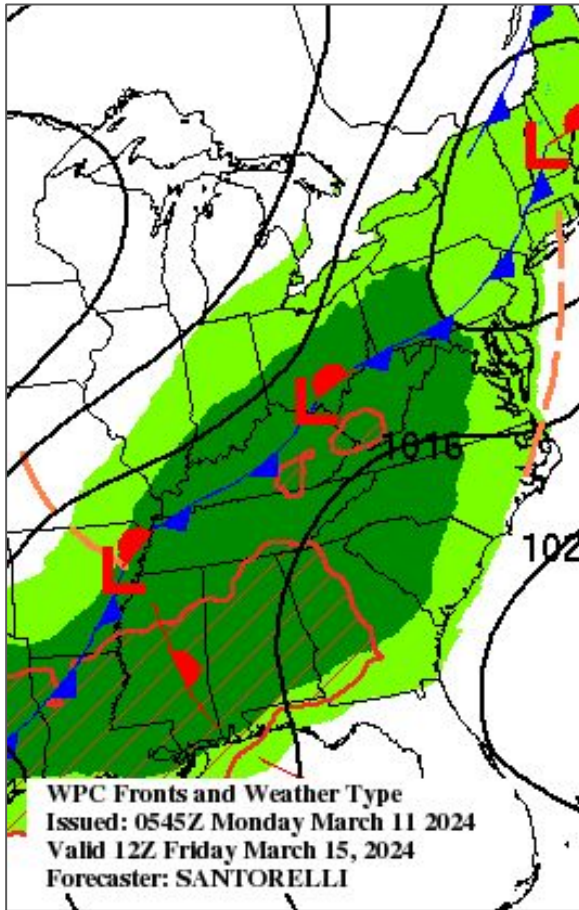 L
L
1016
102
L
WPC Fronts and Weather Type
Issued: 0545Z Monday March 11 2024
Valid 12Z Friday March 15, 2024
Forecaster: SANTORELLI